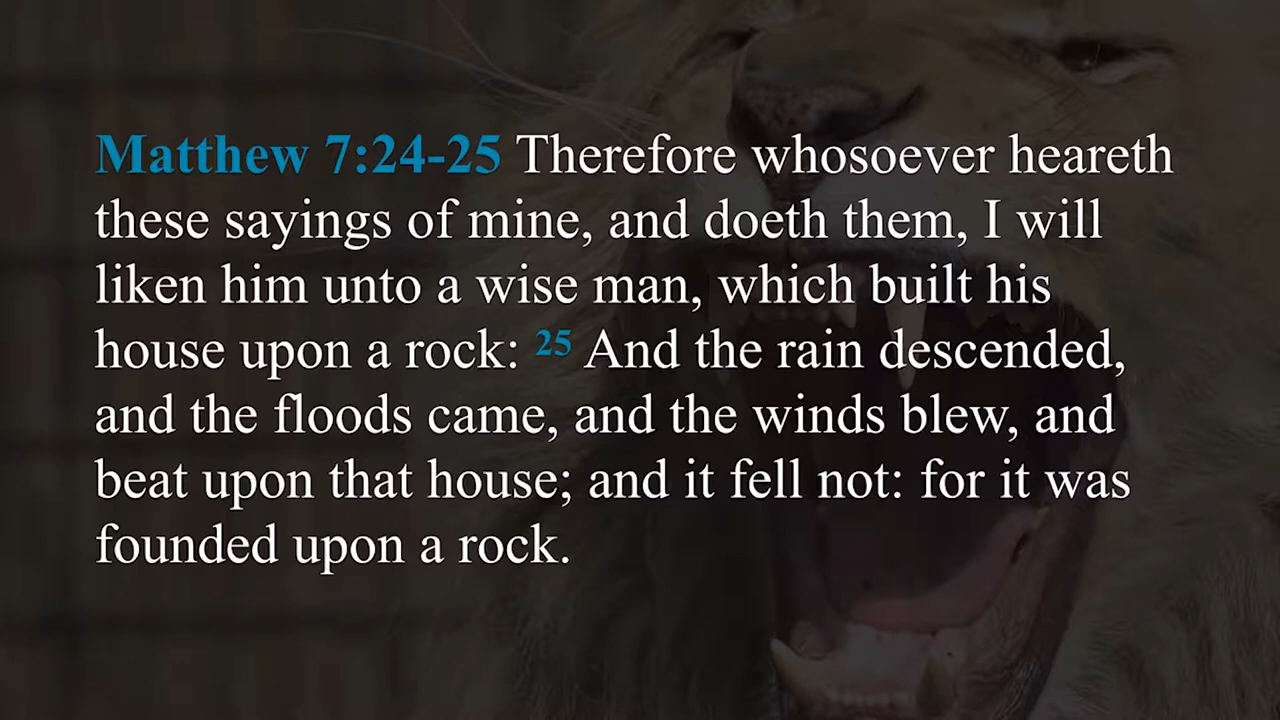 Matthew 7:24-25 Therefore whosoever heareth
these sayings of mine, and doeth them, I will
liken him unto a wise man, which built his
house upon a rock: 25 And the rain descended,
and the floods came, and the winds blew, and
beat upon that house; and it fell not: for it was
founded upon a rock.